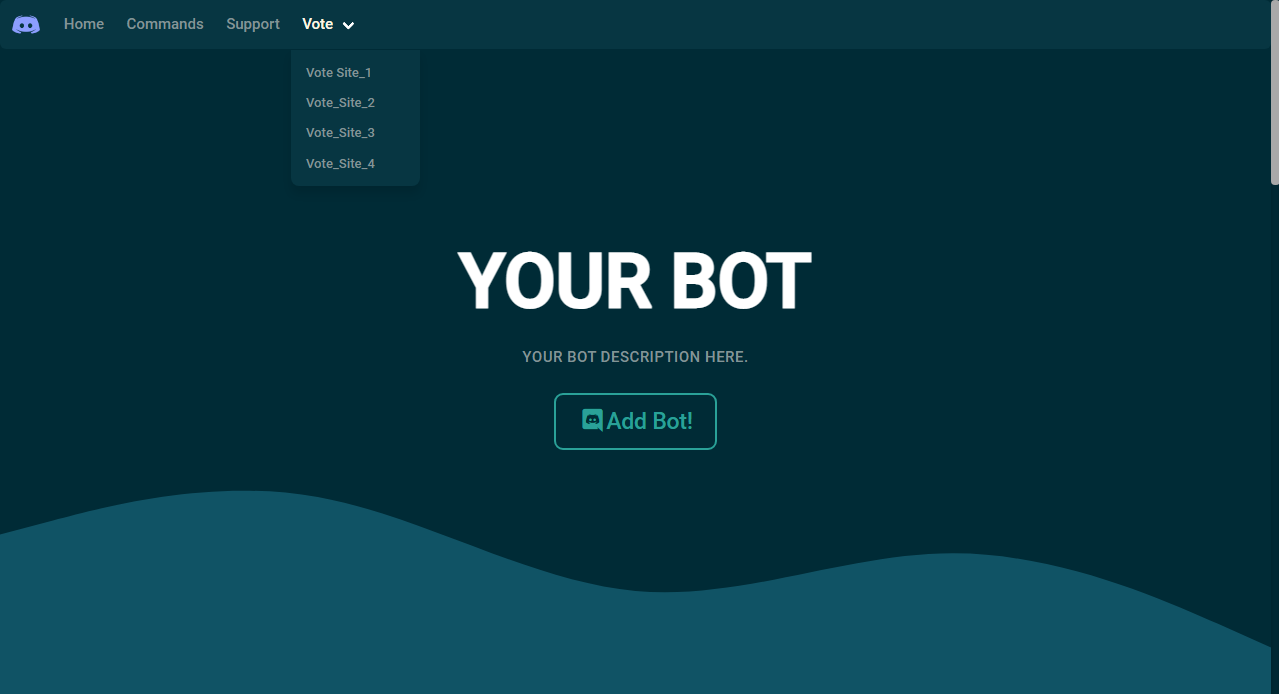 Home Commands Support Vote
Vote Site_1
Vote_Site_2
Vote_Site_3
Vote_Site_4
YOUR BOT
YOUR BOT DESCRIPTION HERE.
Add Bot!